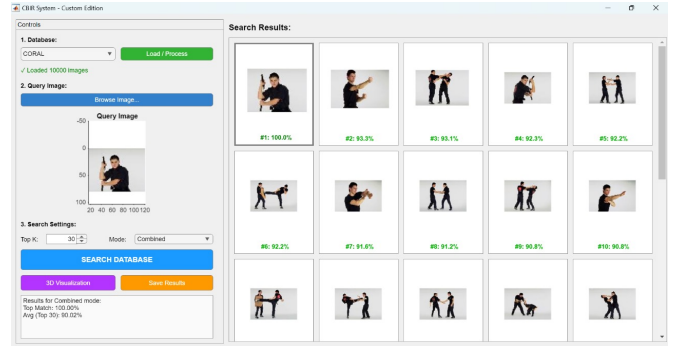 CBIR System - Custom Edition
Controls
1. Database:
CORAL
Load / Process
✓ Loaded 10000 images
2. Query Image:
Browse Image...
Query Image
-50
0
50
100
20 40 60 80 100 120
3. Search Settings:
Top K: 30 Mode: Combined
SEARCH DATABASE
3D Visualization
Save Results
Results for Combined mode:
Top Match: 100.00%
Avg (Top 30): 90.02%
Search Results:
#1: 100.0%
#2: 93.3%
#3: 93.1%
#4: 92.3%
#5: 92.2%
#6: 92.2%
#7: 91.6%
#8: 91.2%
#9: 90.8%
#10: 90.8%